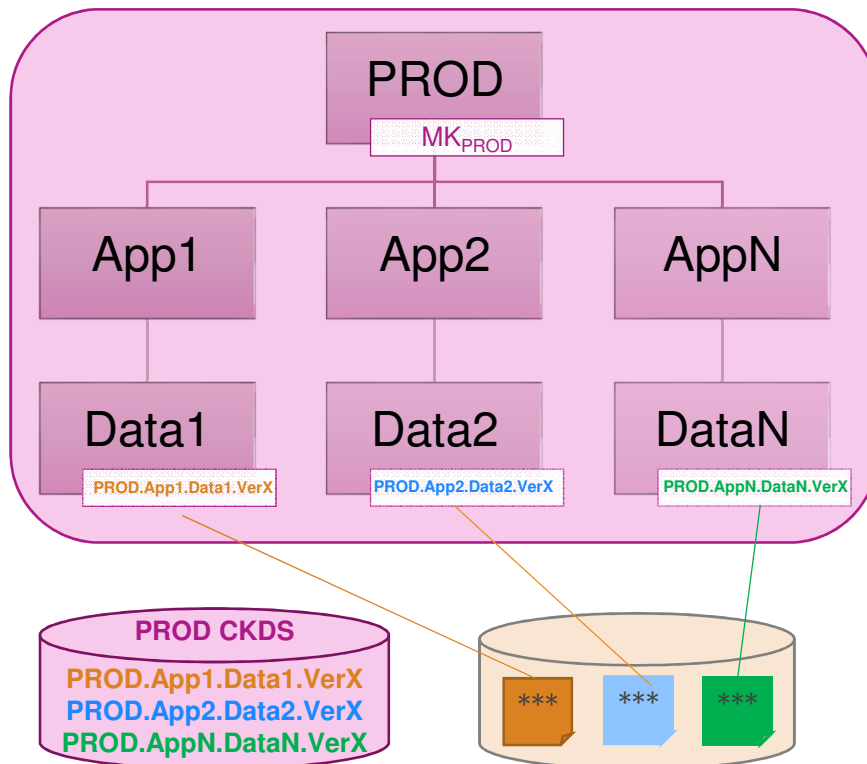 PROD
MK_PROD
App1 App2 AppN
Data1 Data2 DataN
PROD.App1.Data1.VerX PROD.App2.Data2.VerX PROD.AppN.DataN.VerX
PROD CKDS
PROD.App1.Data1.VerX
PROD.App2.Data2.VerX
PROD.AppN.DataN.VerX
*** *** ***